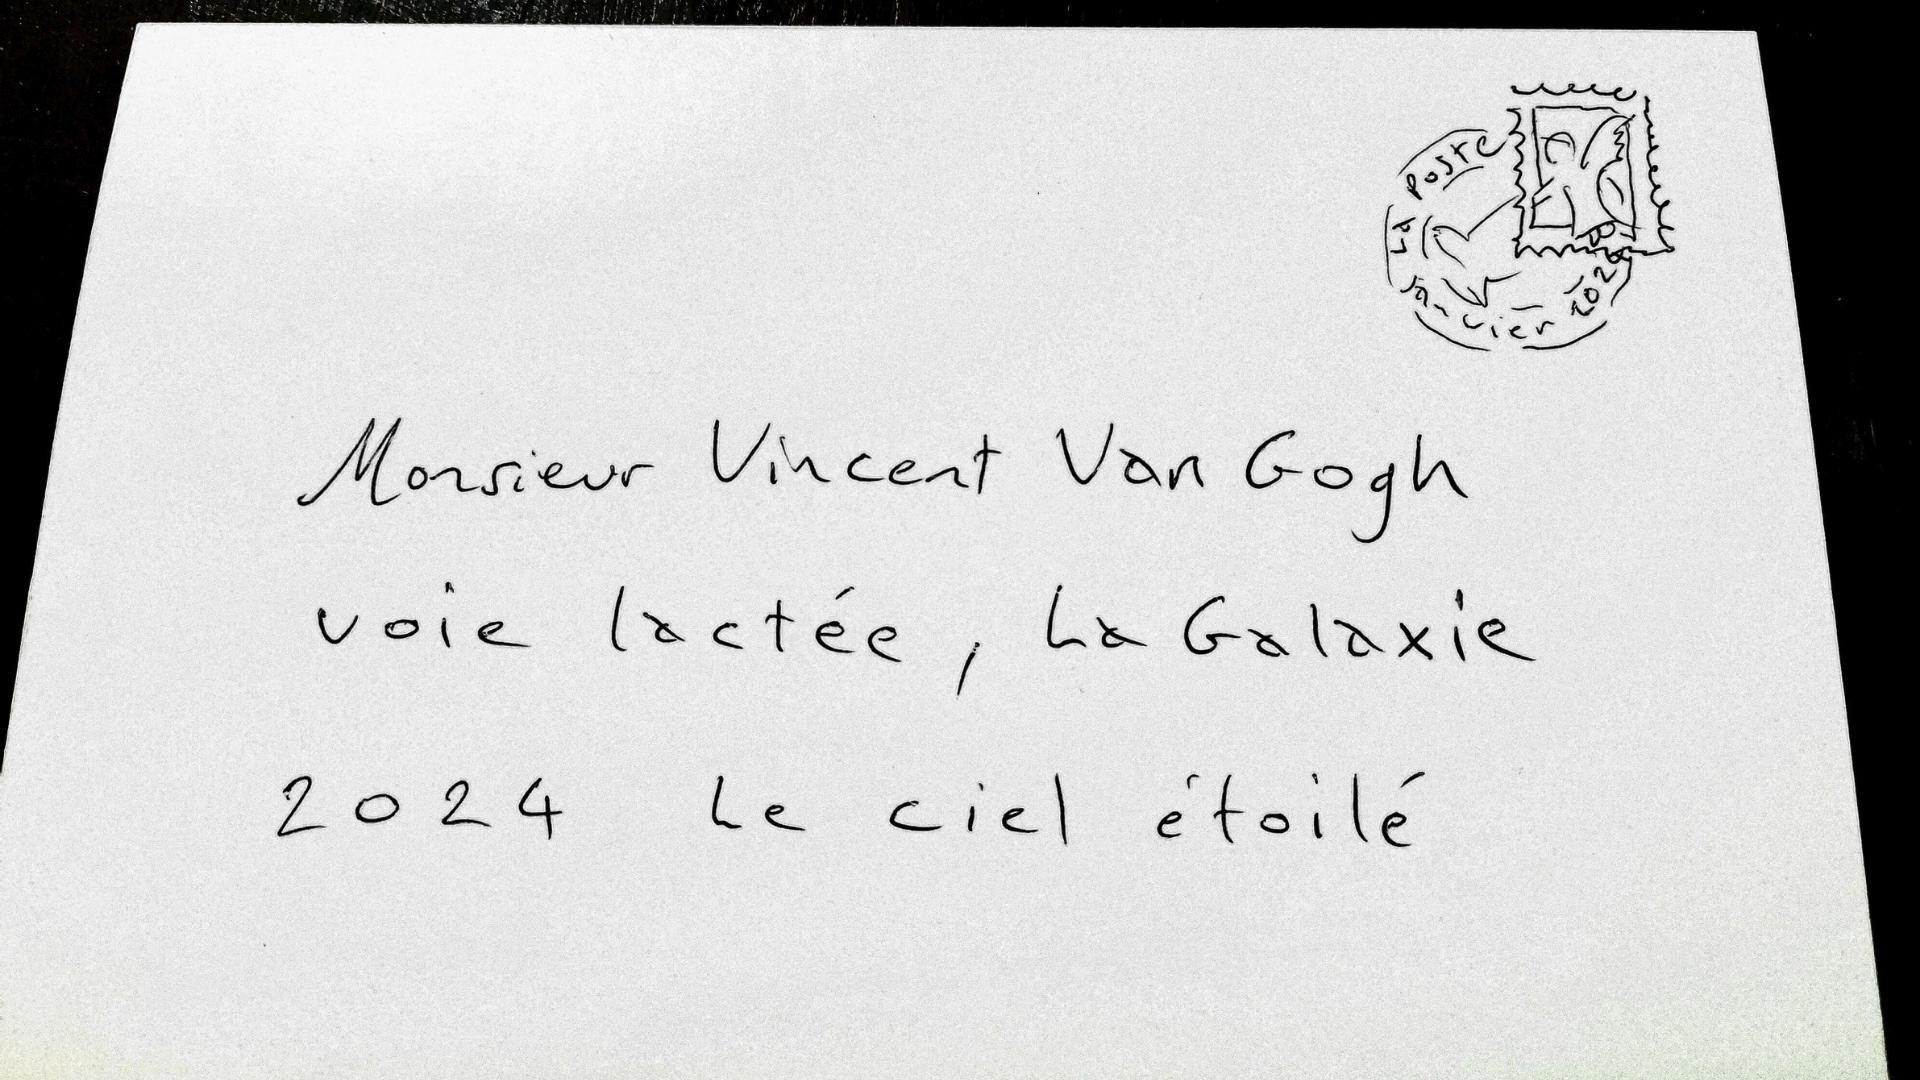 La Poste
Janvier 202
Monsieur Vincent Van Gogh
voie lactée, La Galaxie
2024 Le ciel étoilé